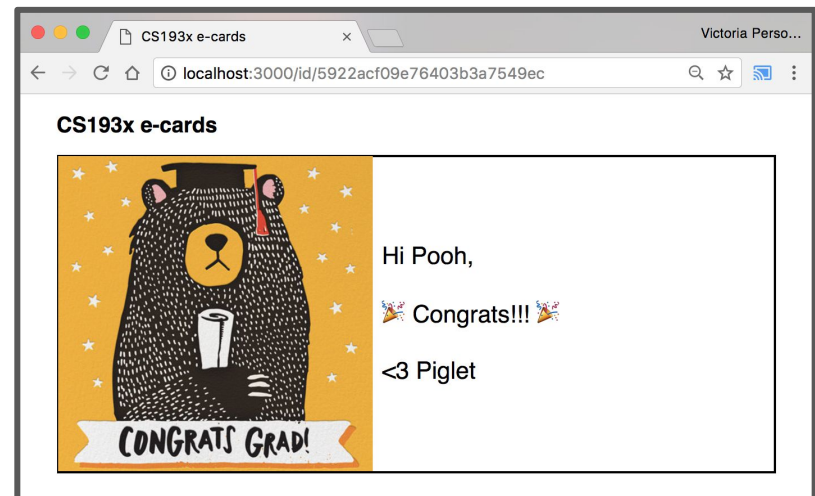 CS193x e-cards
Victoria Perso...
localhost:3000/id/5922acf09e76403b3a7549ec
CS193x e-cards
Hi Pooh,
🎉 Congrats!!! 🎉
<3 Piglet
CONGRATS GRAD!